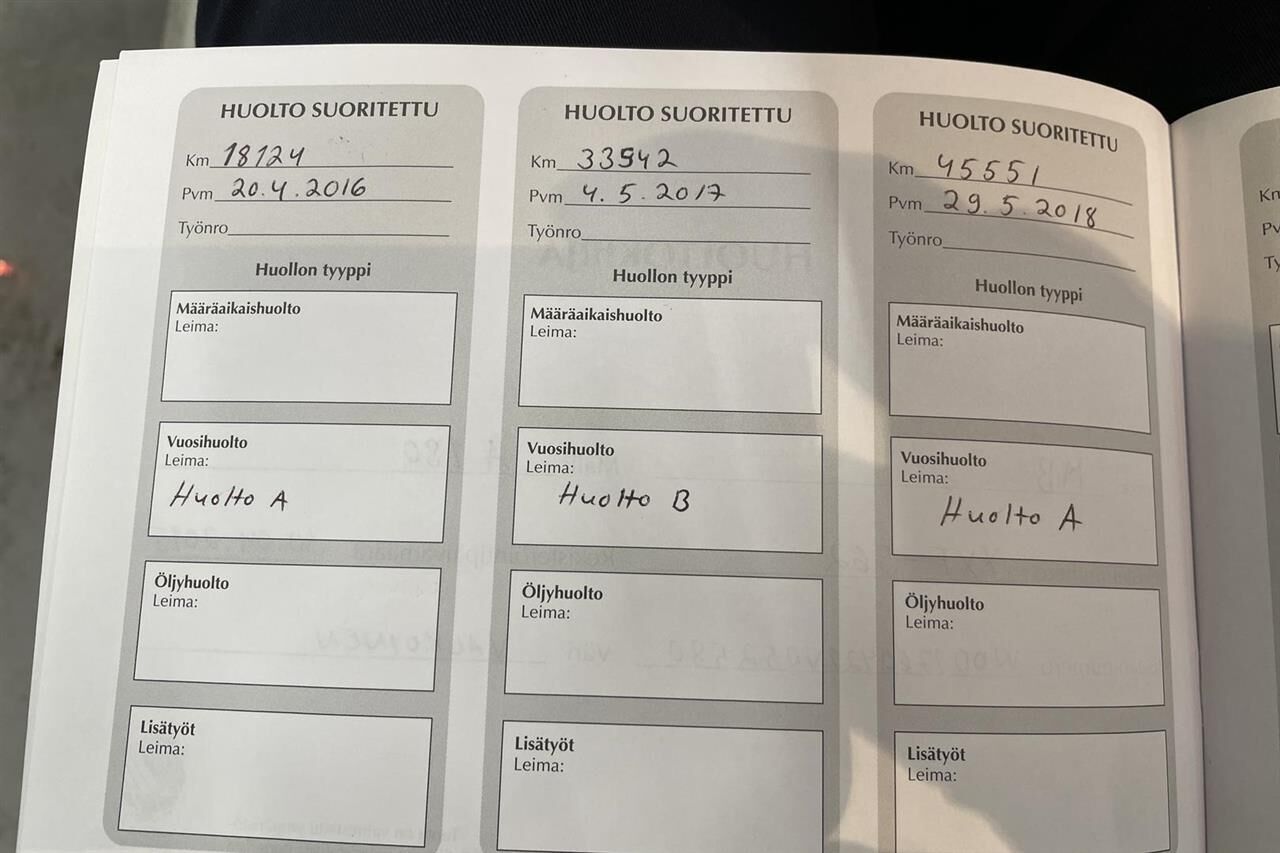 HUOLTO SUORITETTU
Km 18124
Pvm 20.4.2016
Työnro
Huollon tyyppi
Määräaikaishuolto
Leima:
Vuosihuolto
Leima:
Huolto A
Öljyhuolto
Leima:
Lisätyöt
Leima:
HUOLTO SUORITETTU
Km 33542
Pvm 4.5.2017
Työnro
Huollon tyyppi
Määräaikaishuolto
Leima:
Vuosihuolto
Leima:
Huolto B
Öljyhuolto
Leima:
Lisätyöt
Leima:
HUOLTO SUORITETTU
Km 45551
Pvm 29.5.2018
Työnro
Huollon tyyppi
Määräaikaishuolto
Leima:
Vuosihuolto
Leima:
Huolto A
Öljyhuolto
Leima:
Lisätyöt
Leima: